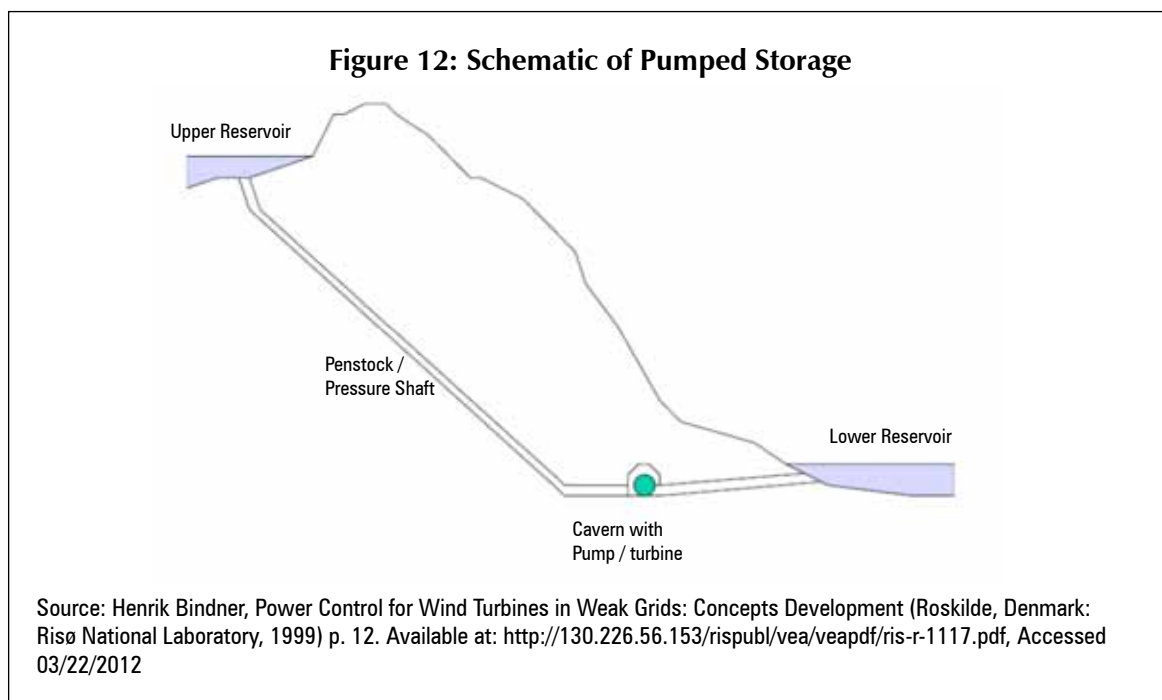 Figure 12: Schematic of Pumped Storage
Upper Reservoir
Penstock /
Pressure Shaft
Lower Reservoir
Cavern with
Pump / turbine
Source: Henrik Bindner, Power Control for Wind Turbines in Weak Grids: Concepts Development (Roskilde, Denmark:
Risø National Laboratory, 1999) p. 12. Available at: http://130.226.56.153/rispubl/vea/veapdf/ris-r-1117.pdf, Accessed
03/22/2012